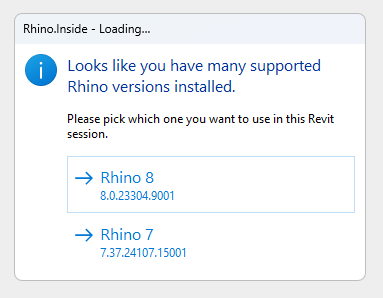 Rhino.Inside - Loading...
Looks like you have many supported
Rhino versions installed.
Please pick which one you want to use in this Revit
session.
Rhino 8
8.0.23304.9001
Rhino 7
7.37.24107.15001